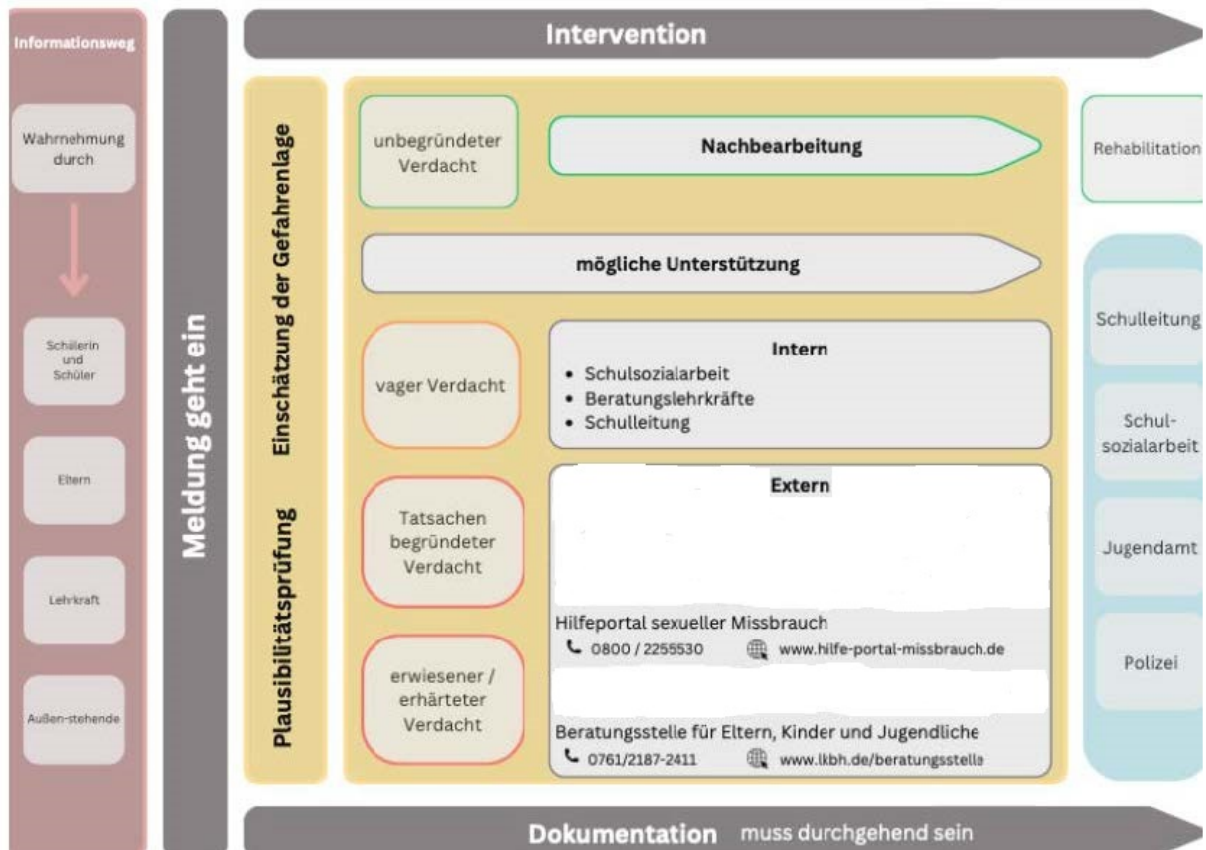 Informationsweg
Wahrnehmung
durch
Schülerin
und
Schüler
Eltern
Lehrkraft
Außen-stehende
Meldung geht ein
Intervention
Einschätzung der Gefahrenlage
Plausibilitätsprüfung
unbegründeter
Verdacht
Nachbearbeitung
mögliche Unterstützung
vager Verdacht
Intern
• Schulsozialarbeit
• Beratungslehrkräfte
• Schulleitung
Tatsachen
begründeter
Verdacht
erwiesener /
erhärteter
Verdacht
Extern
Hilfeportal sexueller Missbrauch
0800 / 2255530 www.hilfe-portal-missbrauch.de
Beratungsstelle für Eltern, Kinder und Jugendliche
0761/2187-2411 www.lkbh.de/beratungsstelle
Rehabilitation
Schulleitung
Schul-
sozialarbeit
Jugendamt
Polizei
Dokumentation muss durchgehend sein